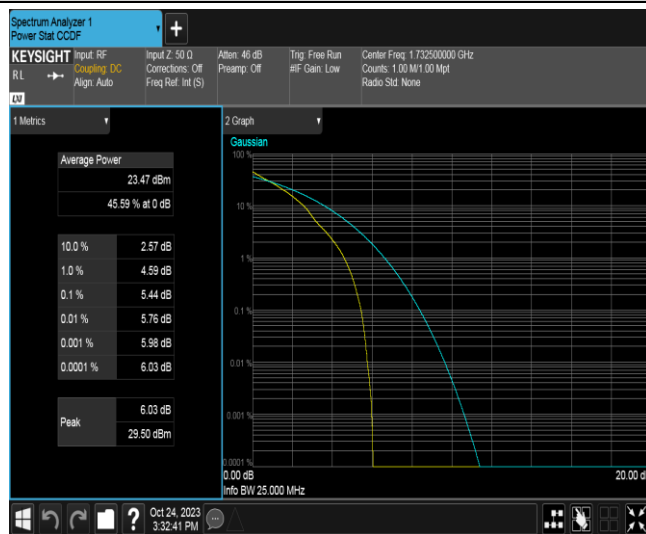 Spectrum Analyzer 1
Power Stat CCDF
+
KEYSIGHT
RL
LXI
Input: RF
Coupling: DC
Align: Auto
Input Z: 50 Ω
Corrections: Off
Freq Ref: Int (S)
Atten: 46 dB
Preamp: Off
Trig: Free Run
#IF Gain: Low
Center Freq: 1.732500000 GHz
Counts: 1.00 M/1.00 Mpt
Radio Std: None
1 Metrics
Average Power
23.47 dBm
45.59 % at 0 dB
10.0 % 2.57 dB
1.0 % 4.59 dB
0.1 % 5.44 dB
0.01 % 5.76 dB
0.001 % 5.98 dB
0.0001 % 6.03 dB
Peak
6.03 dB
29.50 dBm
2 Graph
Gaussian
100 %
10 %
1 %
0.1 %
0.01 %
0.001 %
0.0001 %
0.00 dB
20.00 d
Info BW 25.000 MHz
?
Oct 24, 2023
3:32:41 PM